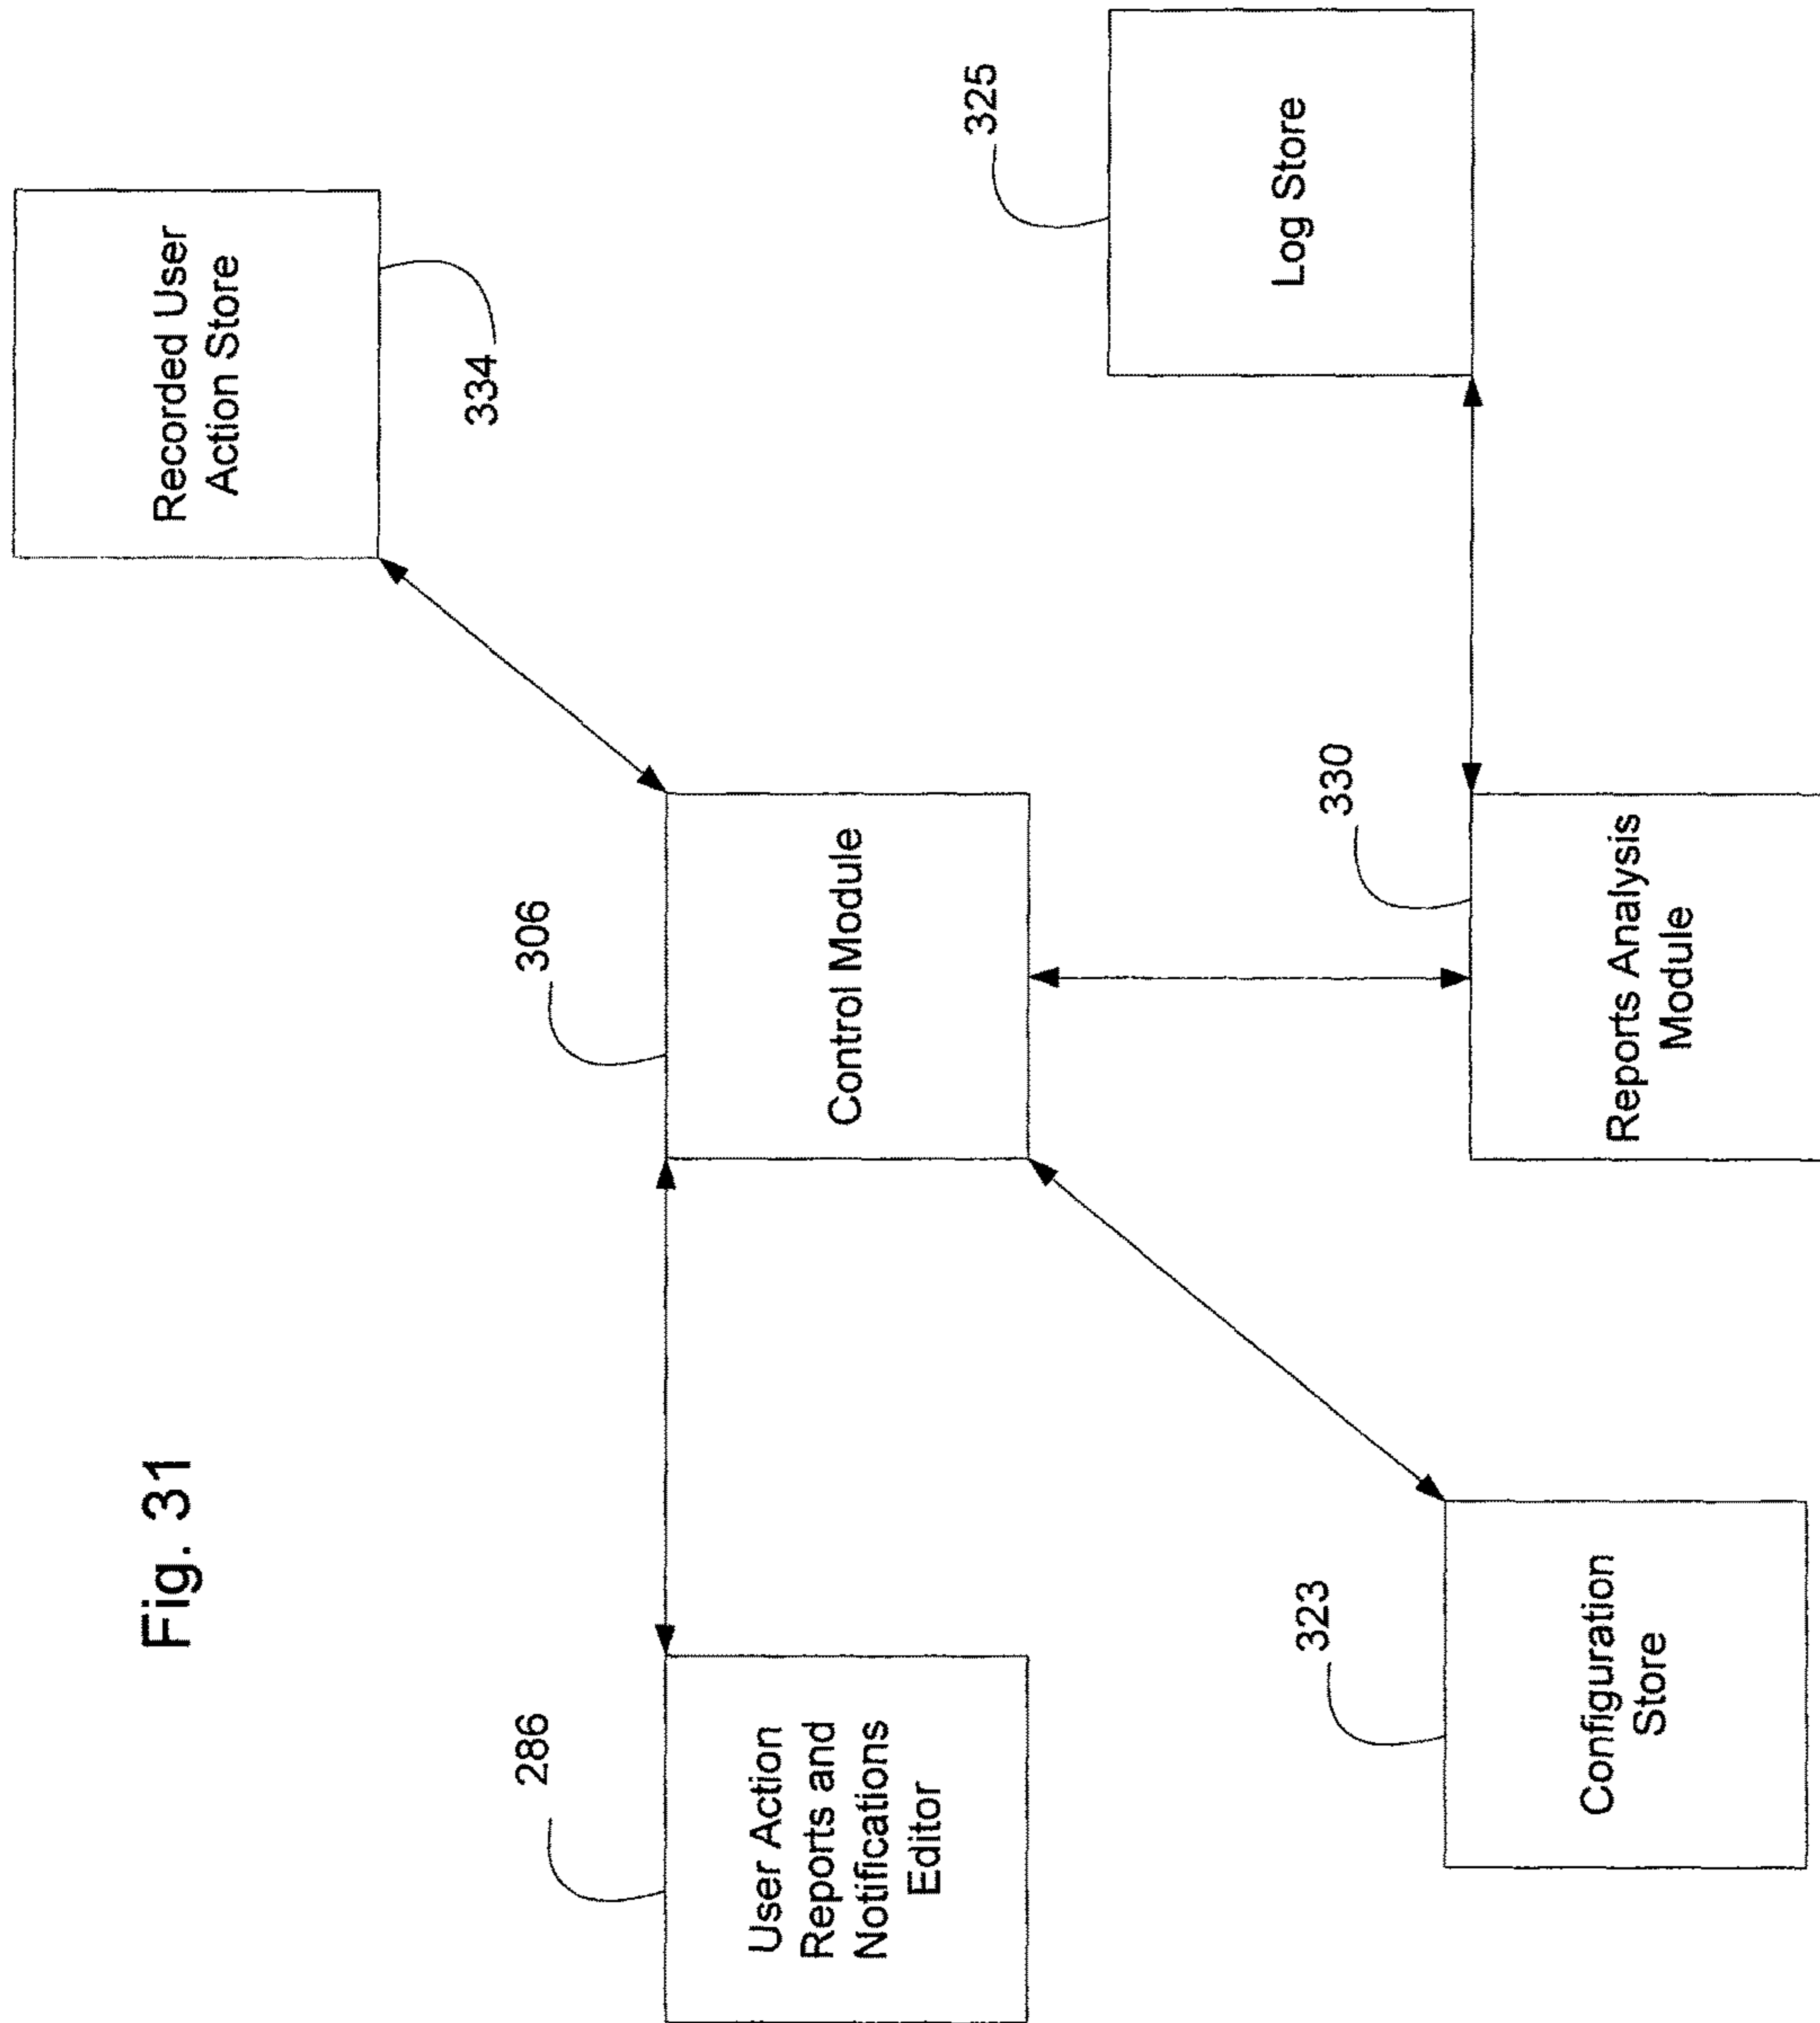 Fig. 31
286
User Action
Reports and
Notifications
Editor
306
Control Module
334
Recorded User
Action Store
323
Configuration
Store
330
Reports Analysis
Module
325
Log Store